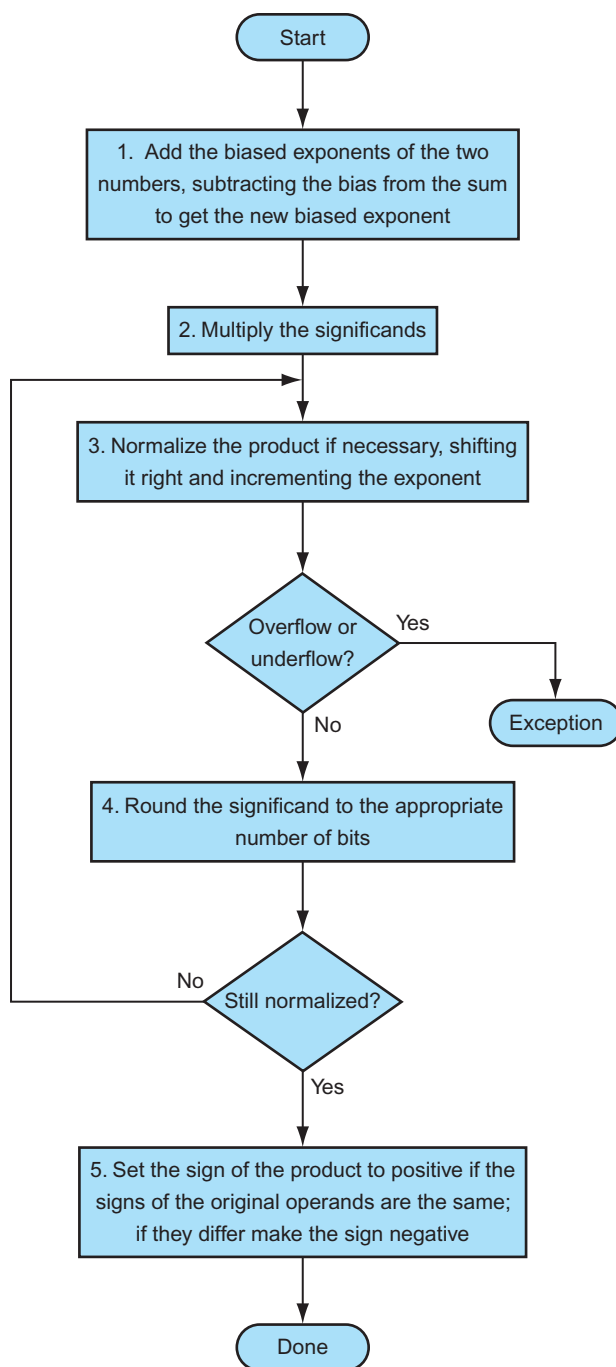 Start
1. Add the biased exponents of the two
numbers, subtracting the bias from the sum
to get the new biased exponent
2. Multiply the significands
3. Normalize the product if necessary, shifting
it right and incrementing the exponent
Overflow or
underflow?
Yes
No
Exception
4. Round the significand to the appropriate
number of bits
No
Still normalized?
Yes
5. Set the sign of the product to positive if the
signs of the original operands are the same;
if they differ make the sign negative
Done